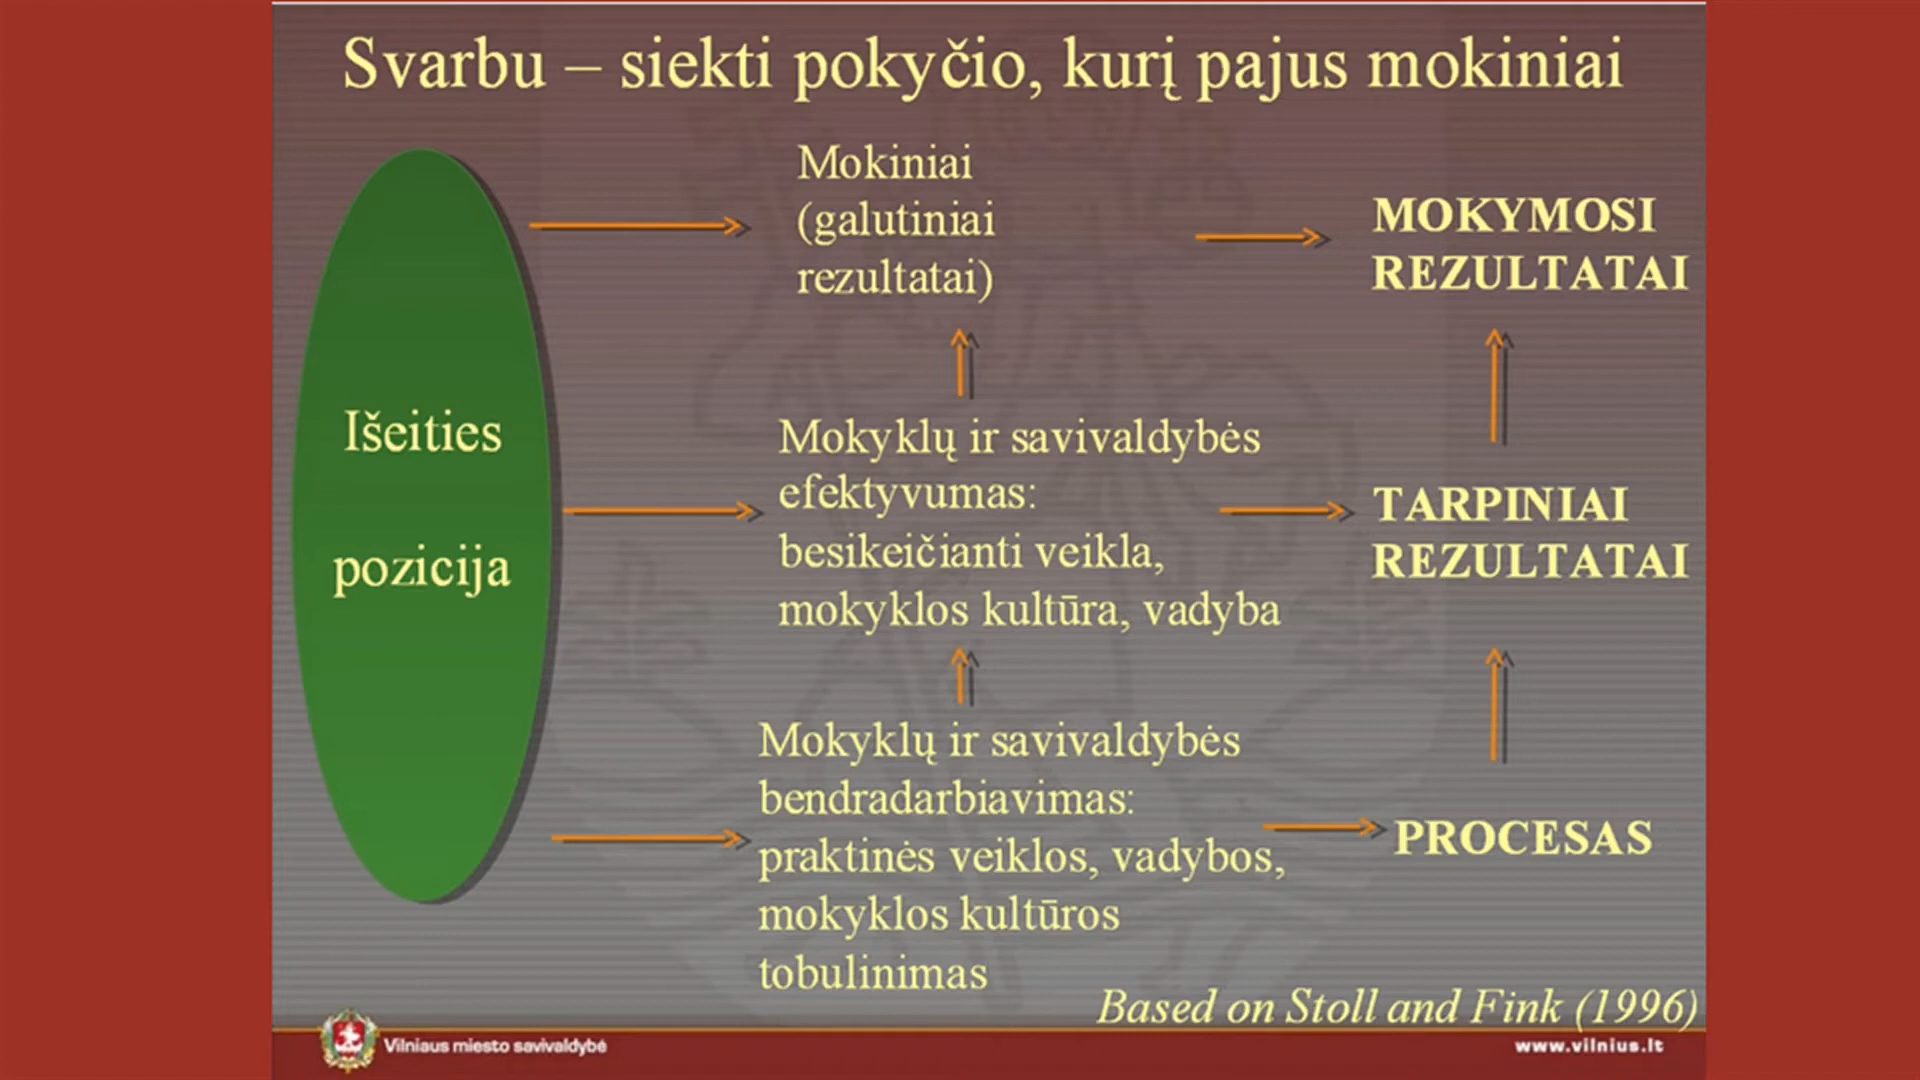 Svarbu – siekti pokyčio, kurį pajus mokiniai
Išeities
pozicija
Mokiniai
(galutiniai
rezultatai)
MOKYMOSI
REZULTATAI
Mokyklų ir savivaldybės
efektyvumas:
besikeičianti veikla,
mokyklos kultūra, vadyba
TARPINIAI
REZULTATAI
Mokyklų ir savivaldybės
bendradarbiavimas:
praktinės veiklos, vadybos,
mokyklos kultūros
tobulinimas
PROCESAS
Based on Stoll and Fink (1996)
Vilniaus miesto savivaldybė
www.vilnius.lt